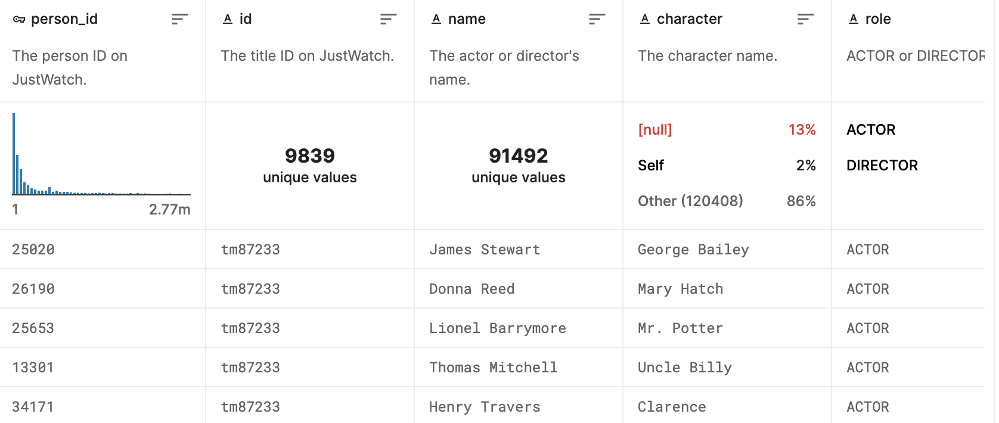 person_id id name character role
The person ID on The title ID on JustWatch. The actor or director's The character name. ACTOR or DIRECTOR
JustWatch. name.
[null] 13% ACTOR
9839 91492
Self 2% DIRECTOR
unique values unique values
Other (120408) 86%
1 2.77m
25020 tm87233 James Stewart George Bailey ACTOR
26190 tm87233 Donna Reed Mary Hatch ACTOR
25653 tm87233 Lionel Barrymore Mr. Potter ACTOR
13301 tm87233 Thomas Mitchell Uncle Billy ACTOR
34171 tm87233 Henry Travers Clarence ACTOR